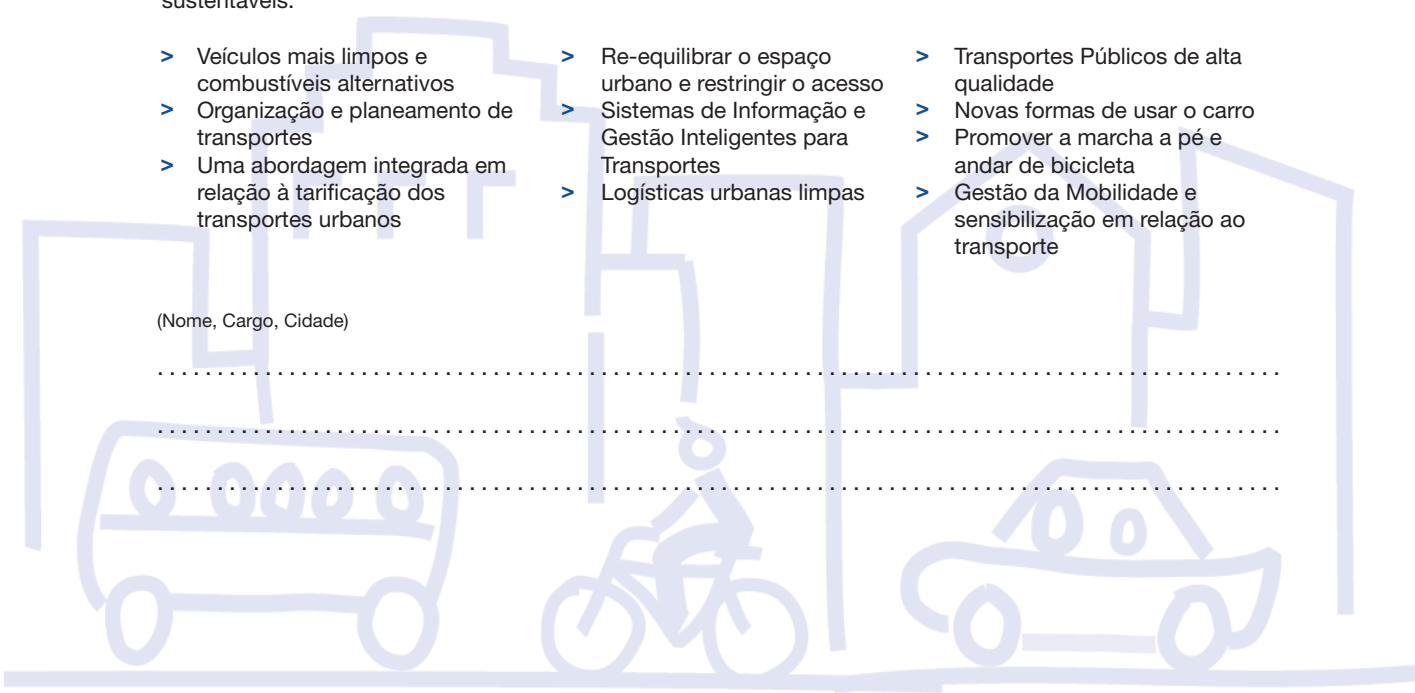 sustentáveis.
> Veículos mais limpos e
combustíveis alternativos
> Organização e planeamento de
transportes
> Uma abordagem integrada em
relação à tarificação dos
transportes urbanos
> Re-equilibrar o espaço
urbano e restringir o acesso
> Sistemas de Informação e
Gestão Inteligentes para
Transportes
> Logísticas urbanas limpas
> Transportes Públicos de alta
qualidade
> Novas formas de usar o carro
> Promover a marcha a pé e
andar de bicicleta
> Gestão da Mobilidade e
sensibilização em relação ao
transporte
(Nome, Cargo, Cidade)